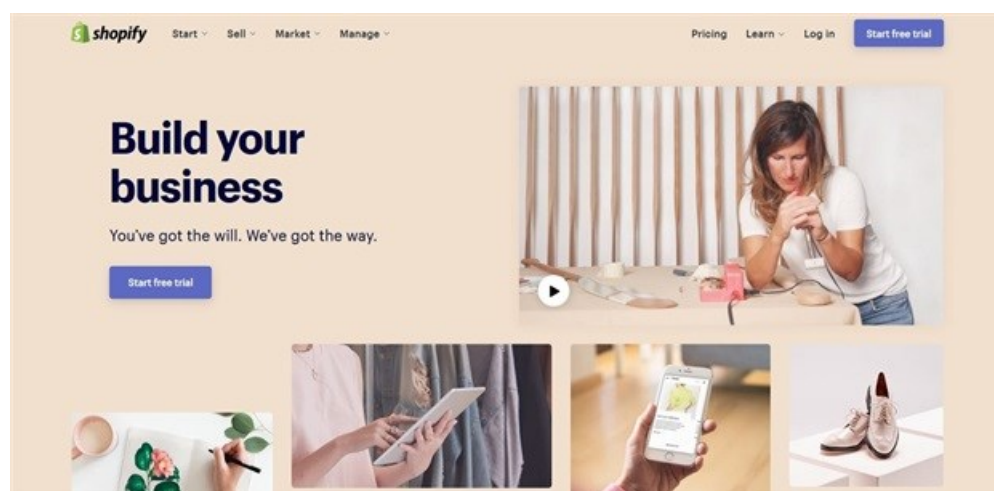 shopify
Start
Sell
Market
Manage
Pricing
Learn
Log in
Start free trial
Build your
business
You've got the will. We've got the way.
Start free trial